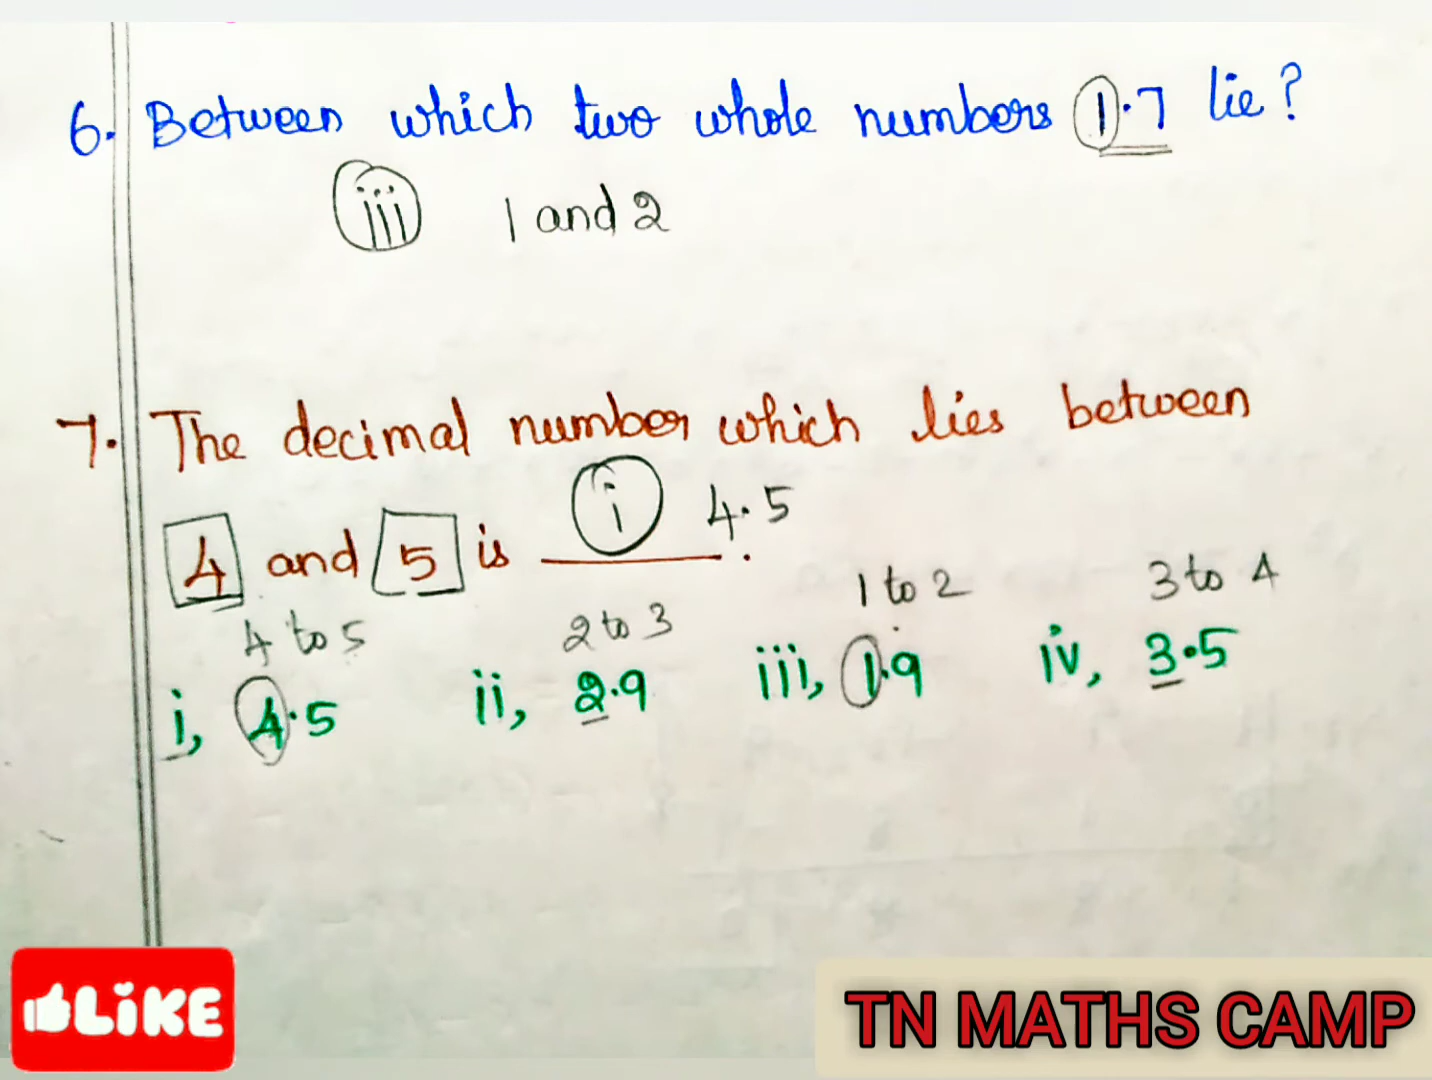 6. Between which two whole numbers 1.7 lie?
iii 1 and 2
7. The decimal number which lies between
4 and 5 is i 4.5.
4 to 5 2 to 3 1 to 2 3 to 4
i, 4.5 ii, 2.9 iii, 1.9 iv, 3.5
LiKE
TN MATHS CAMP